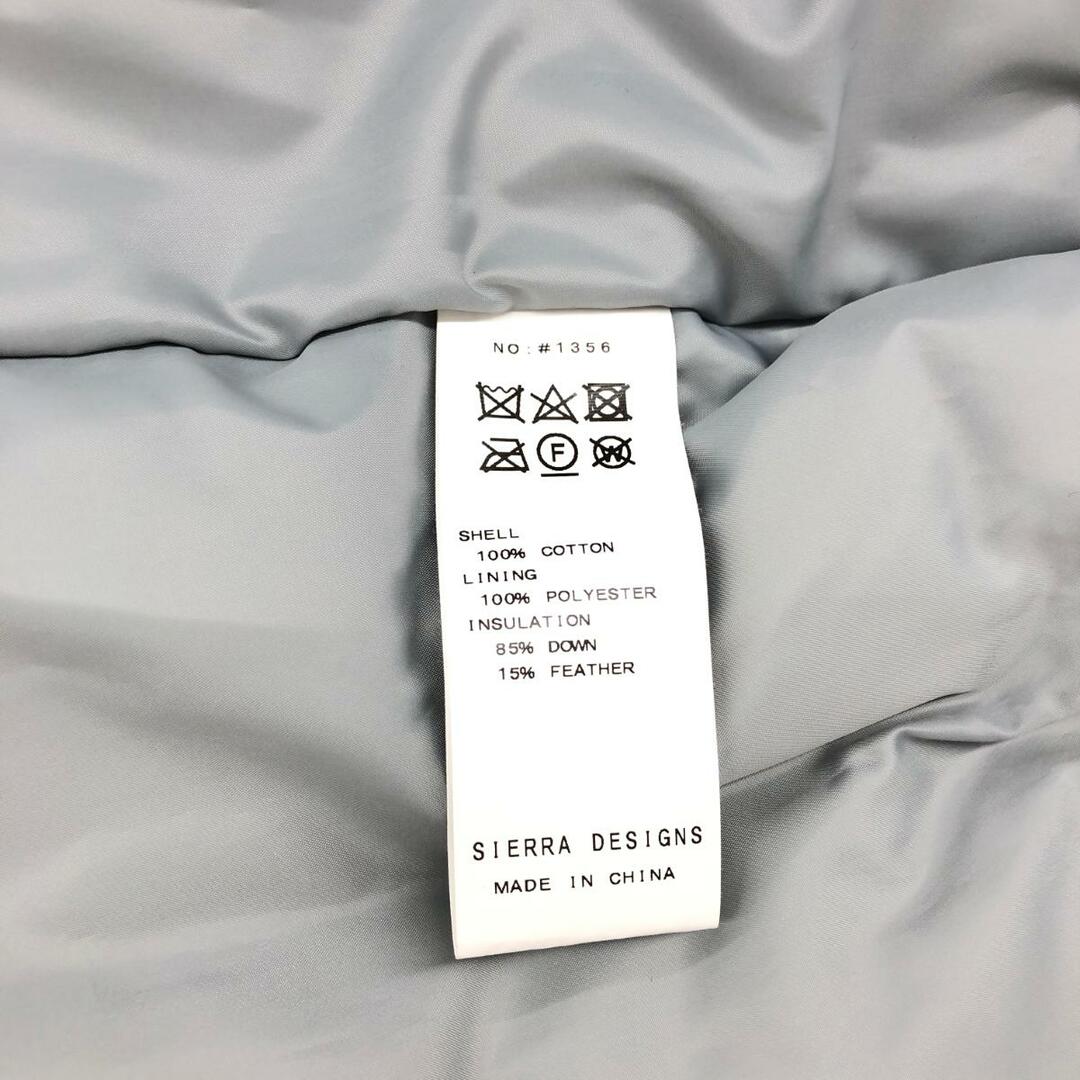 NO:#1356
F W
SHELL
100% COTTON
LINING
100% POLYESTER
INSULATION
85% DOWN
15% FEATHER
SIERRA DESIGNS
MADE IN CHINA